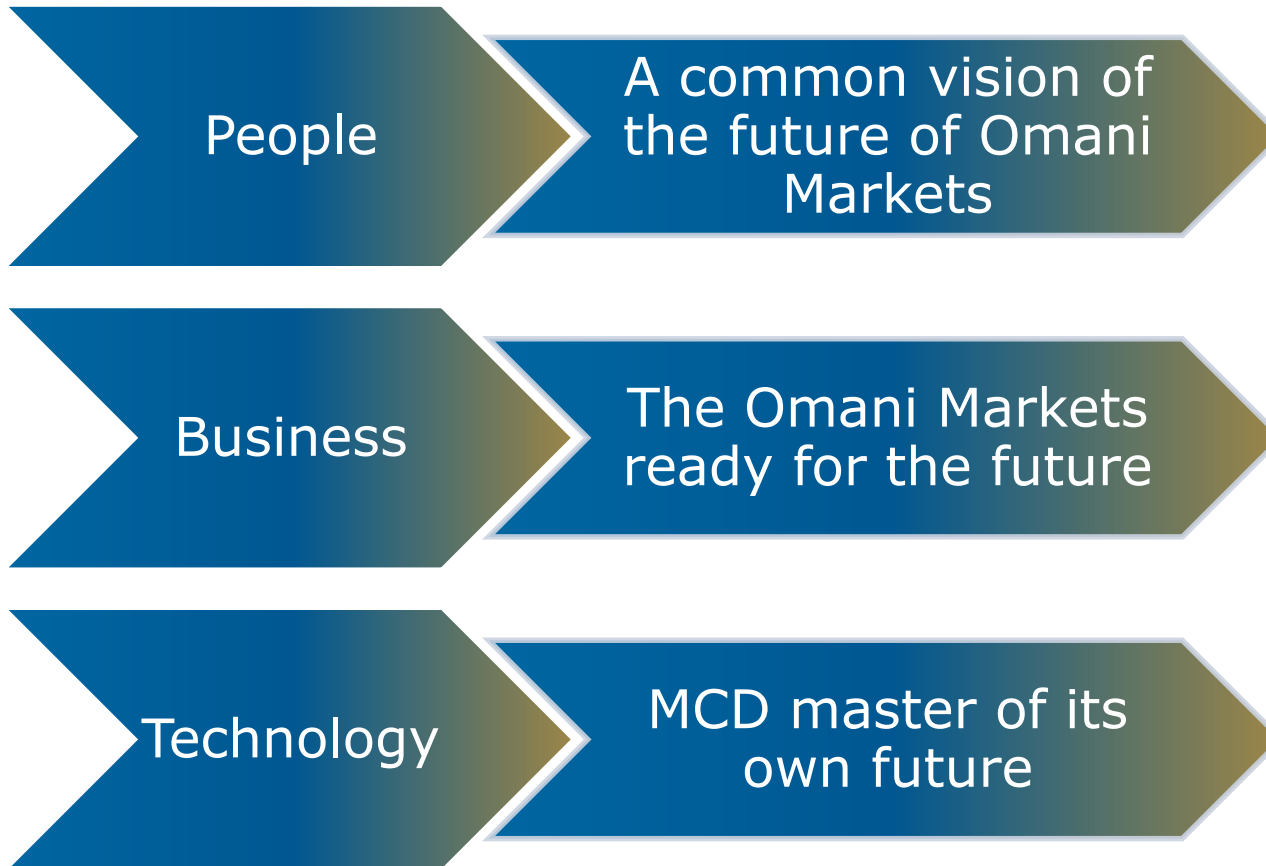 People
A common vision of
the future of Omani
Markets
Business
The Omani Markets
ready for the future
Technology
MCD master of its
own future